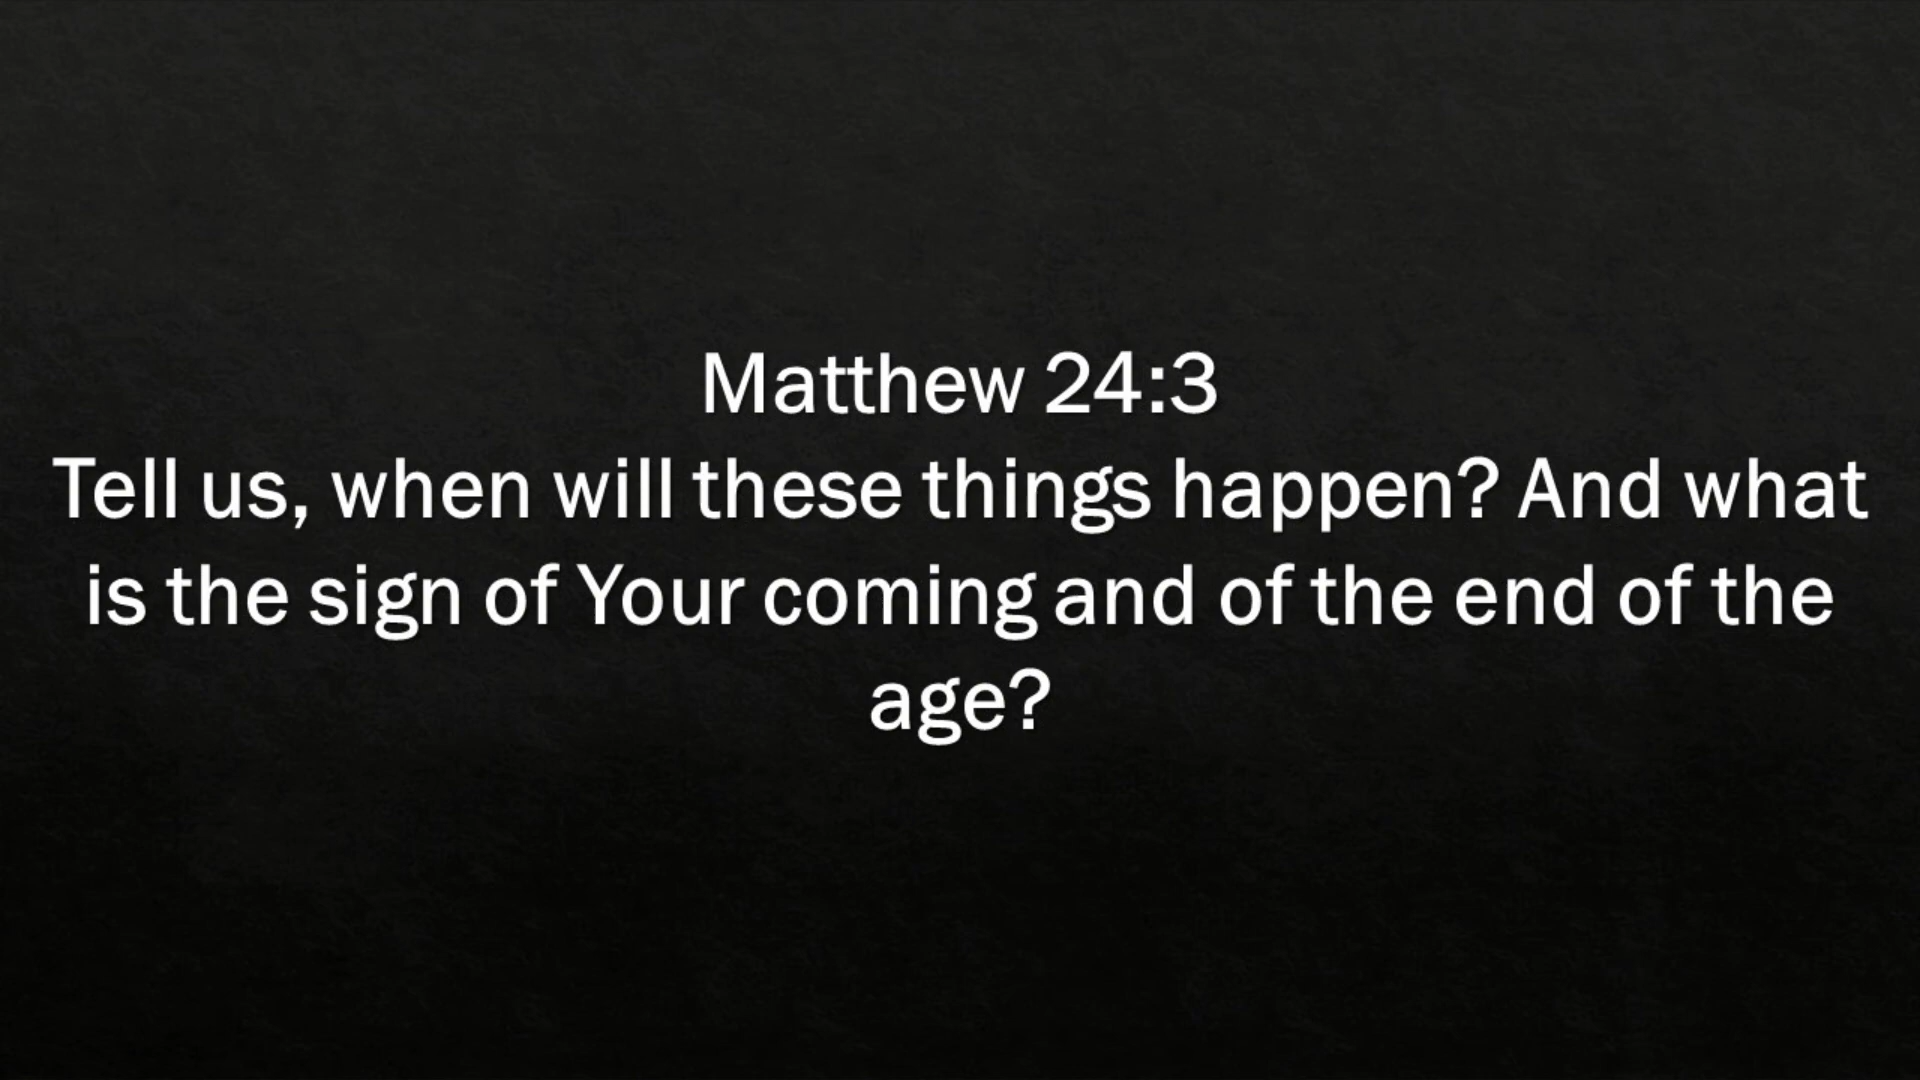 Matthew 24:3
Tell us, when will these things happen? And what
is the sign of Your coming and of the end of the
age?